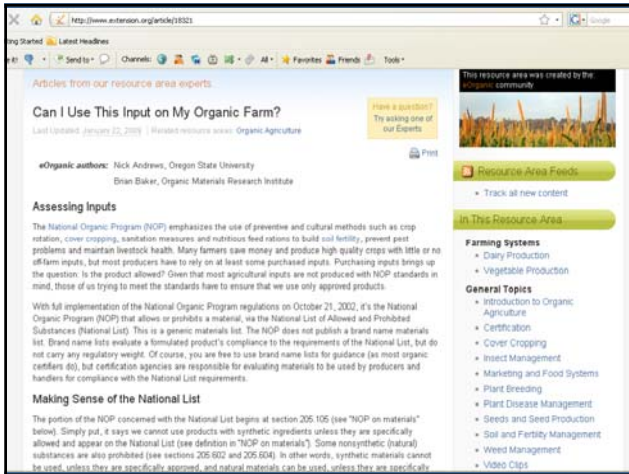 http://www.extension.org/article/18321
Google
ting Started Latest Headlines
Send to Channels: All Favorites Friends Tools
Articles from our resource area experts
Can I Use This Input on My Organic Farm?
Last Updated: January 22, 2009 | Related resource areas: Organic Agriculture
Have a question?
Try asking one of
our Experts
Print
eOrganic authors: Nick Andrews, Oregon State University
Brian Baker, Organic Materials Research Institute
Assessing Inputs
The National Organic Program (NOP) emphasizes the use of preventive and cultural methods such as crop
rotation, cover cropping, sanitation measures and nutritious feed rations to build soil fertility, prevent pest
problems and maintain livestock health. Many farmers save money and produce high quality crops with little or no
off-farm inputs, but most producers have to rely on at least some purchased inputs. Purchasing inputs brings up
the question: Is the product allowed? Given that most agricultural inputs are not produced with NOP standards in
mind, those of us trying to meet the standards have to ensure that we use only approved products.
With full implementation of the National Organic Program regulations on October 21, 2002, it's the National
Organic Program (NOP) that allows or prohibits a material, via the National List of Allowed and Prohibited
Substances (National List). This is a generic materials list. The NOP does not publish a brand name materials
list. Brand name lists evaluate a formulated product's compliance to the requirements of the National List, but do
not carry any regulatory weight. Of course, you are free to use brand name lists for guidance (as most organic
certifiers do), but certification agencies are responsible for evaluating materials to be used by producers and
handlers for compliance with the National List requirements.
Making Sense of the National List
The portion of the NOP concerned with the National List begins at section 205.105 (see "NOP on materials"
below). Simply put, it says we cannot use products with synthetic ingredients unless they are specifically
allowed and appear on the National List (see definition in "NOP on materials"). Some nonsynthetic (natural)
substances are also prohibited (see sections 205.602 and 205.604). In other words, synthetic materials cannot
be used, unless they are specifically approved, and natural materials can be used, unless they are specifically
This resource area was created by the:
eOrganic community
Resource Area Feeds
Track all new content
In This Resource Area
Farming Systems
Dairy Production
Vegetable Production
General Topics
Introduction to Organic
Agriculture
Certification
Cover Cropping
Insect Management
Marketing and Food Systems
Plant Breeding
Plant Disease Management
Seeds and Seed Production
Soil and Fertility Management
Weed Management
Video Clips